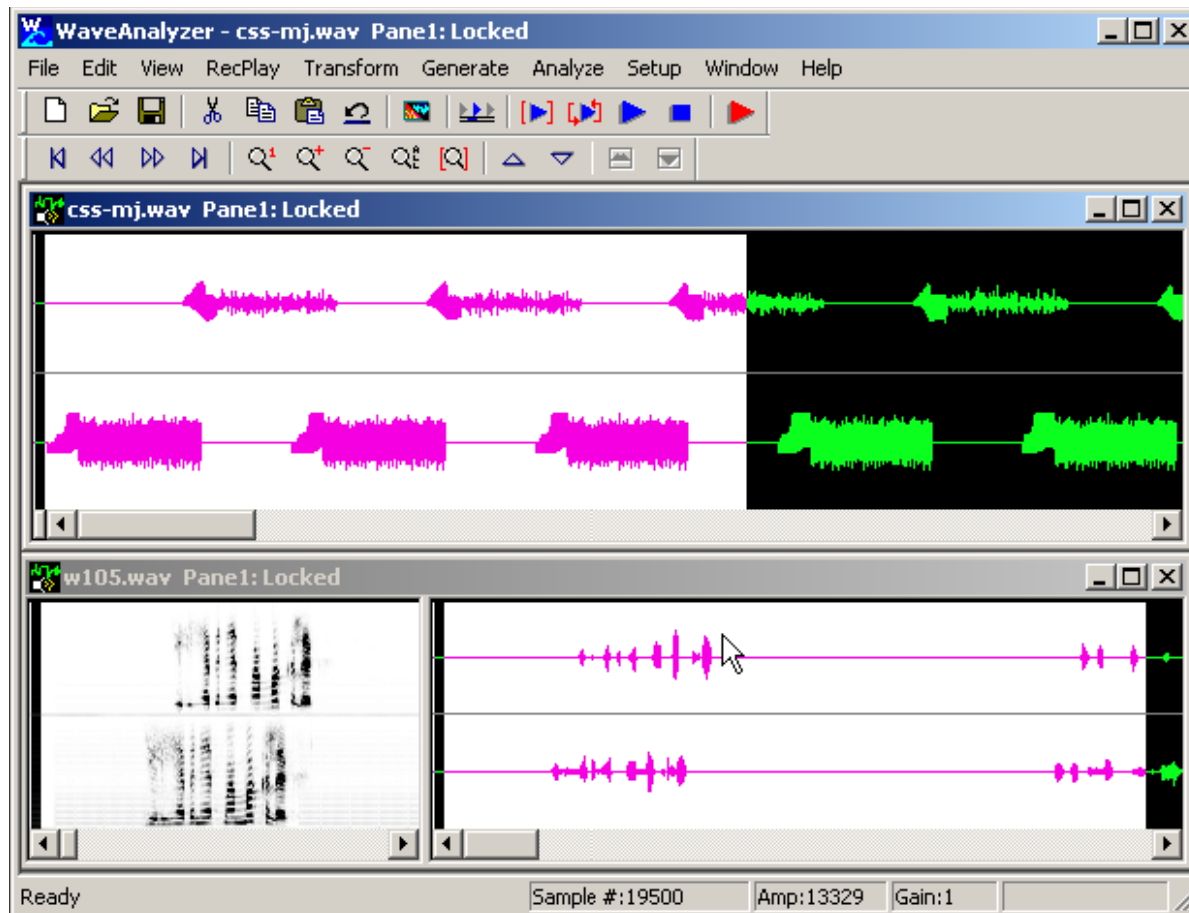 WaveAnalyzer - css-mj.wav Pane1: Locked
File Edit View RecPlay Transform Generate Analyze Setup Window Help
css-mj.wav Pane1: Locked
w105.wav Pane1: Locked
Ready Sample #:19500 Amp:13329 Gain:1